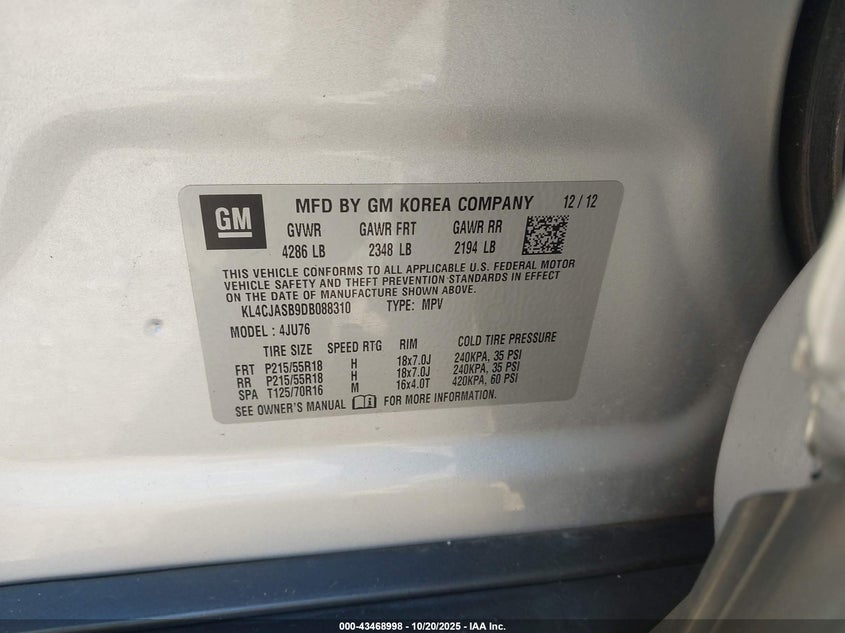 GM
MFD BY GM KOREA COMPANY 12/12
GVWR GAWR FRT GAWR RR
4286 LB 2348 LB 2194 LB
THIS VEHICLE CONFORMS TO ALL APPLICABLE U.S. FEDERAL MOTOR
VEHICLE SAFETY AND THEFT PREVENTION STANDARDS IN EFFECT
ON THE DATE OF MANUFACTURE SHOWN ABOVE.
KL4CJASB9DB088310 TYPE: MPV
MODEL: 4JU76
TIRE SIZE SPEED RTG RIM COLD TIRE PRESSURE
FRT P215/55R18 H 18x7.0J 240KPA, 35 PSI
RR P215/55R18 H 18x7.0J 240KPA, 35 PSI
SPA T125/70R16 M 16x4.0T 420KPA, 60 PSI
SEE OWNER'S MANUAL FOR MORE INFORMATION.
000-43468998 - 10/20/2025 - IAA Inc.